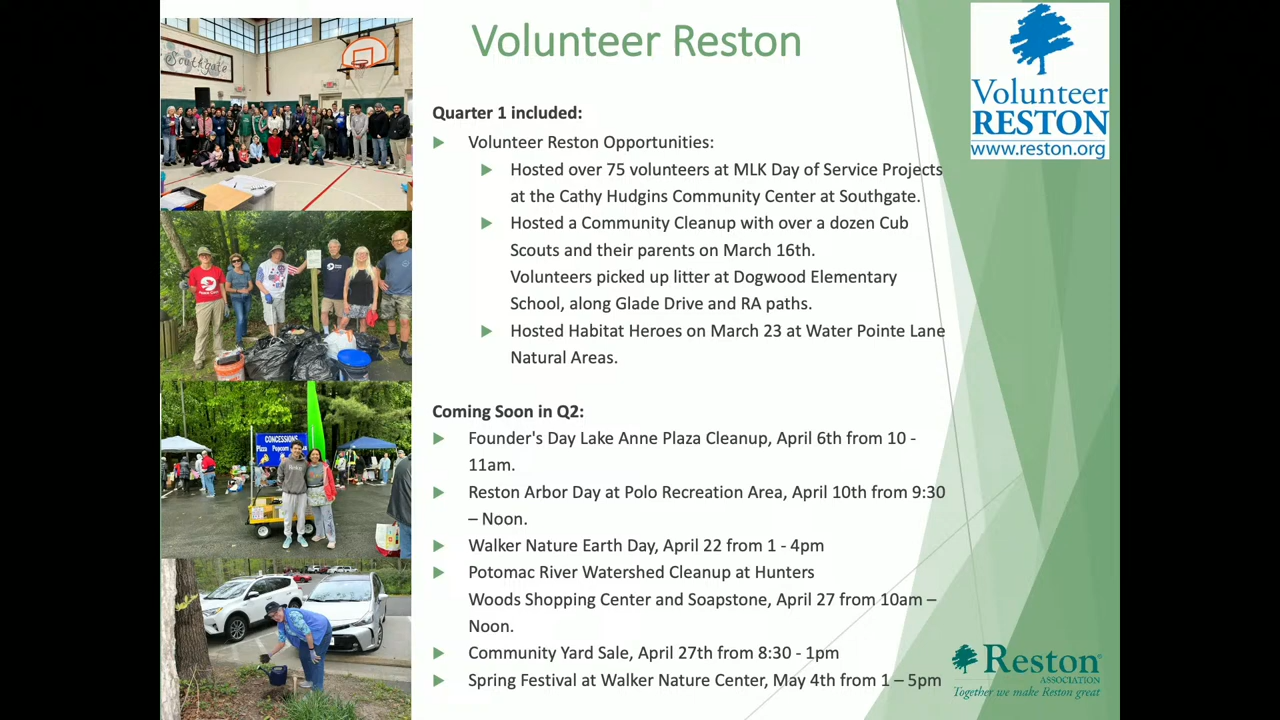 Volunteer Reston
Southgate
Volunteer
RESTON
www.reston.org
Quarter 1 included:
Volunteer Reston Opportunities:
Hosted over 75 volunteers at MLK Day of Service Projects
at the Cathy Hudgins Community Center at Southgate.
Hosted a Community Cleanup with over a dozen Cub
Scouts and their parents on March 16th.
Volunteers picked up litter at Dogwood Elementary
School, along Glade Drive and RA paths.
Hosted Habitat Heroes on March 23 at Water Pointe Lane
Natural Areas.
Coming Soon in Q2:
Founder's Day Lake Anne Plaza Cleanup, April 6th from 10 -
11am.
Reston Arbor Day at Polo Recreation Area, April 10th from 9:30
– Noon.
Walker Nature Earth Day, April 22 from 1 - 4pm
Potomac River Watershed Cleanup at Hunters
Woods Shopping Center and Soapstone, April 27 from 10am –
Noon.
Community Yard Sale, April 27th from 8:30 - 1pm
Spring Festival at Walker Nature Center, May 4th from 1 – 5pm
CONCESSIONS
Pizza Popcorn
Reston®
ASSOCIATION
Together we make Reston great